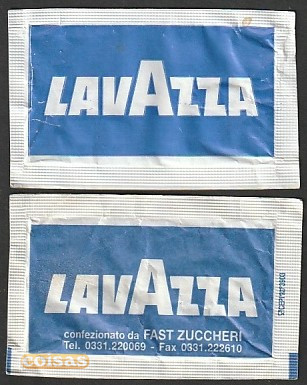 LAVAZZA
LAVAZZA
confezionato da FAST ZUCCHERI
Tel. 0331.220069 - Fax 0331.222610
coisas